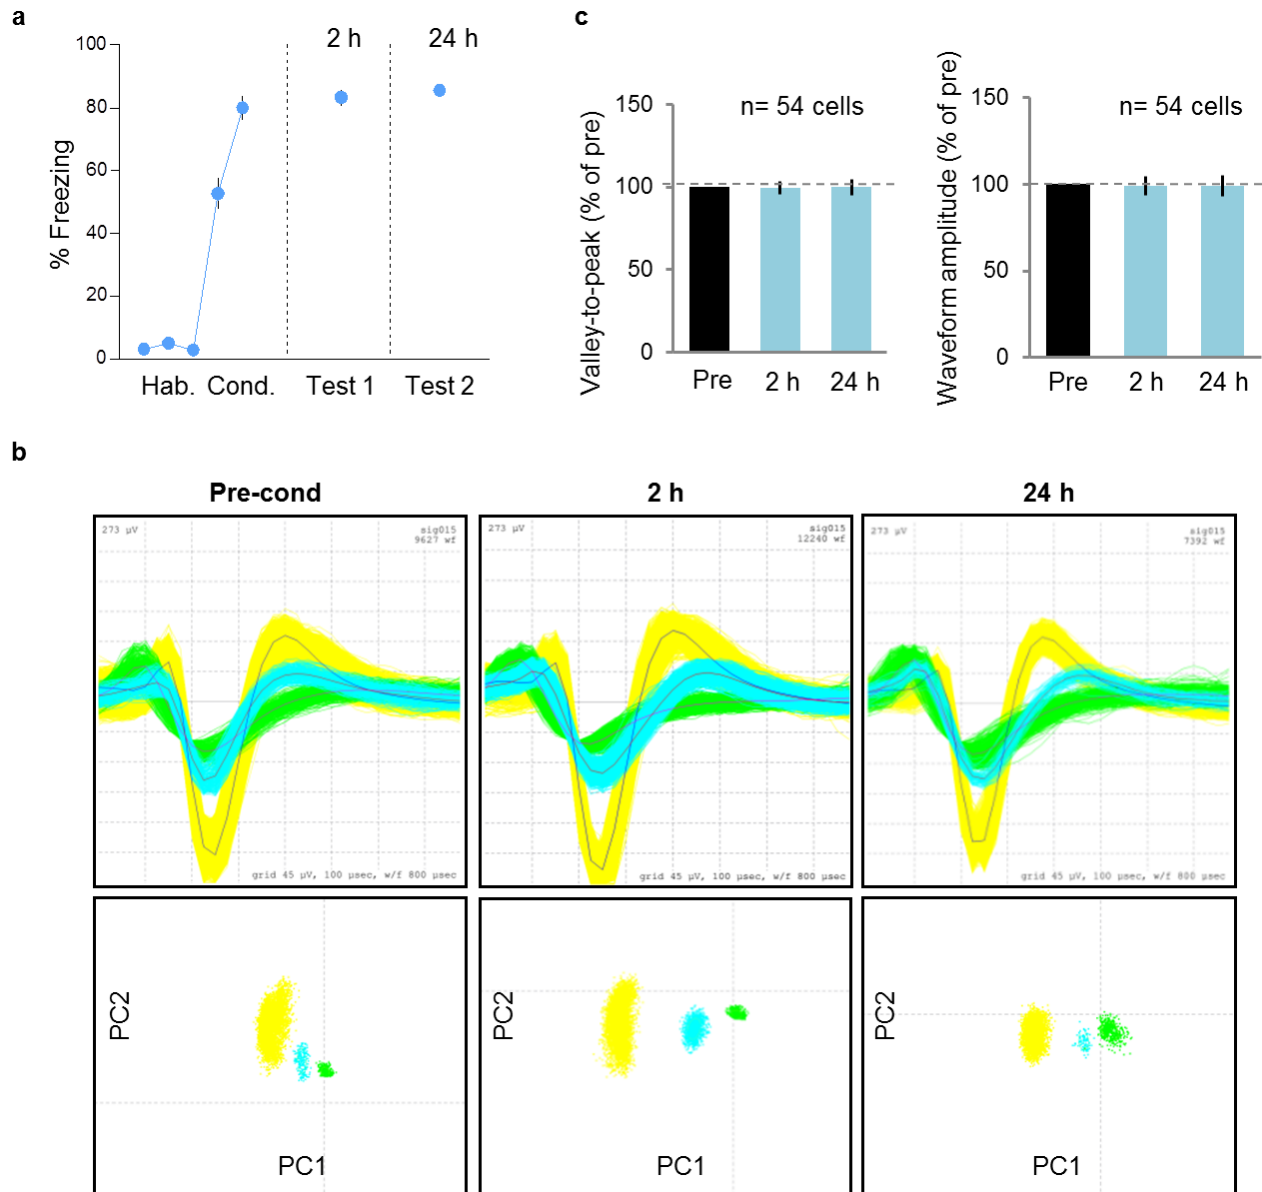 a
2 h
24 h
100
80
60
40
20
0
% Freezing
Hab.
Cond.
Test 1
Test 2
c
150
100
50
0
Valley-to-peak (% of pre)
n= 54 cells
Pre
2 h
24 h
150
100
50
0
Waveform amplitude (% of pre)
n= 54 cells
Pre
2 h
24 h
b
Pre-cond
2 h
24 h
273 µV
sig015
9627 wf
grid 45 µV, 100 µsec, w/f 800 µsec
273 µV
sig015
12240 wf
grid 45 µV, 100 µsec, w/f 800 µsec
273 µV
sig015
7392 wf
grid 45 µV, 100 µsec, w/f 800 µsec
PC2
PC1
PC2
PC1
PC2
PC1